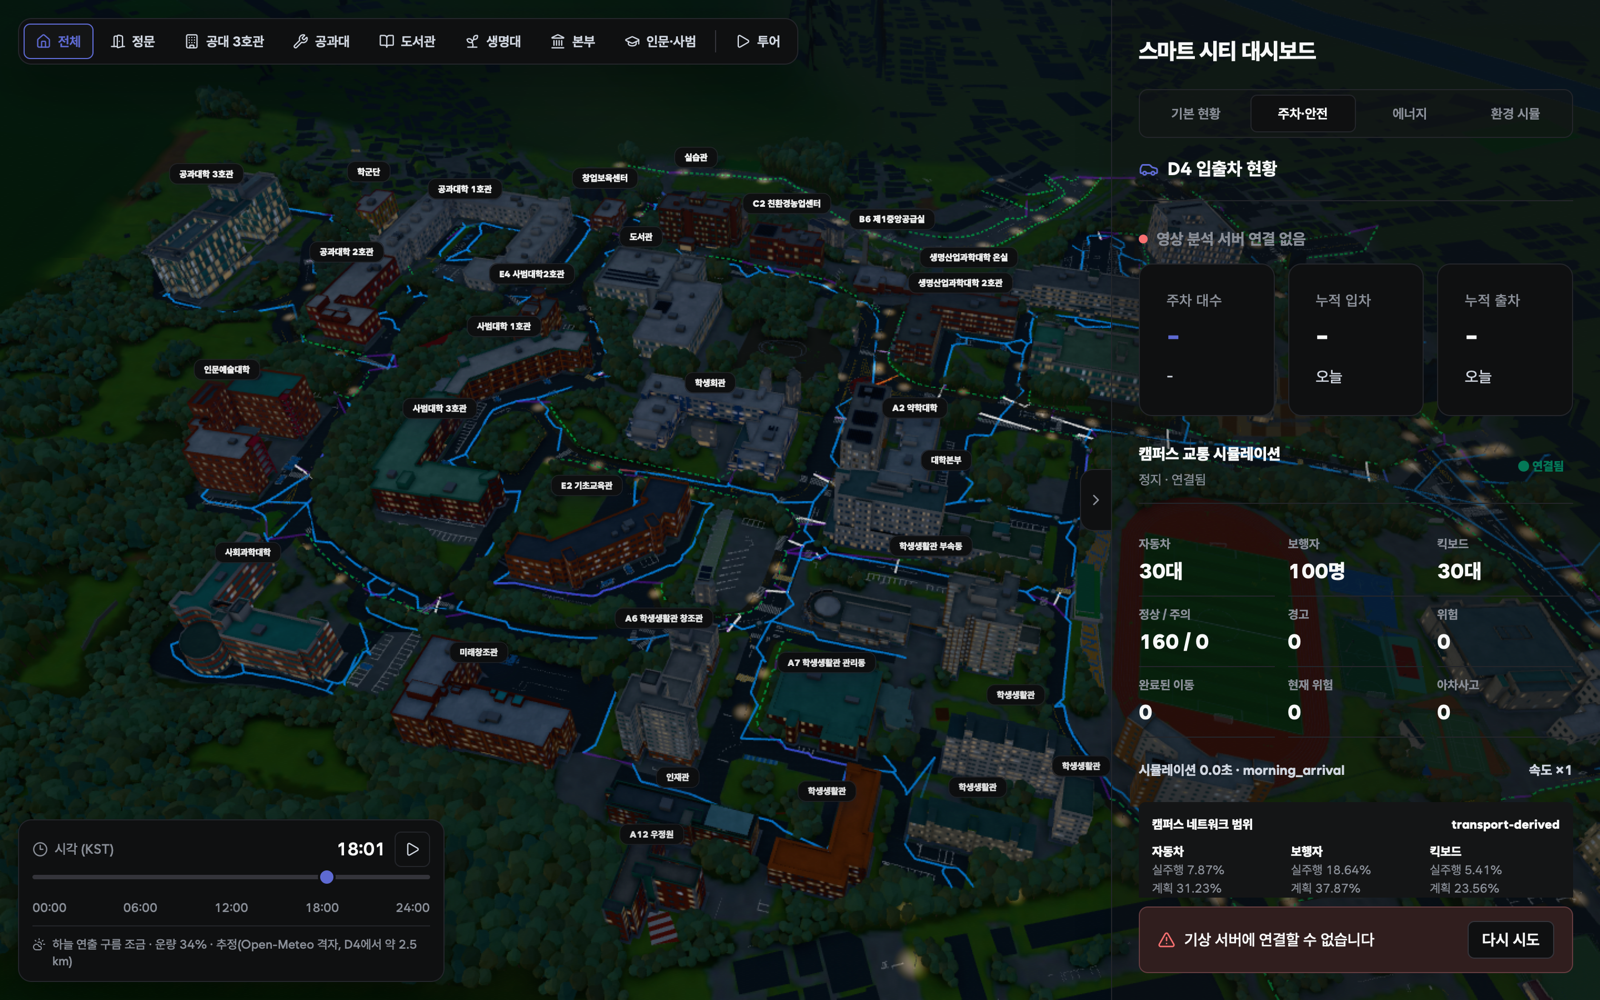 전체
정문
공대 3호관
공과대
도서관
생명대
본부
인문·사범
투어
스마트 시티 대시보드
기본 현황
주차·안전
에너지
환경 시뮬
D4 입출차 현황
영상 분석 서버 연결 없음
주차 대수
누적 입차
누적 출차
-
-
-
-
오늘
오늘
캠퍼스 교통 시뮬레이션
정지 · 연결됨
연결됨
자동차
보행자
킥보드
30대
100명
30대
정상 / 주의
경고
위험
160 / 0
0
0
완료된 이동
현재 위험
아차사고
0
0
0
시뮬레이션 0.0초 · morning_arrival
속도 ×1
캠퍼스 네트워크 범위
transport-derived
자동차
보행자
킥보드
실주행 7.87%
실주행 18.64%
실주행 5.41%
계획 31.23%
계획 37.87%
계획 23.56%
기상 서버에 연결할 수 없습니다
다시 시도
실습관
공과대학 3호관
학군단
창업보육센터
공과대학 1호관
C2 친환경농업센터
B6 제1중앙공급실
도서관
공과대학 2호관
생명산업과학대학 온실
E4 사범대학2호관
생명산업과학대학 2호관
사범대학 1호관
인문예술대학
학생회관
사범대학 3호관
A2 약학대학
대학본부
E2 기초교육관
학생생활관 부속동
사회과학대학
A6 학생생활관 창조관
미래창조관
A7 학생생활관 관리동
학생생활관
학생생활관
인재관
학생생활관
학생생활관
A12 우정원
시각 (KST)
18:01
00:00
06:00
12:00
18:00
24:00
하늘 연출 구름 조금 · 운량 34% · 추정(Open-Meteo 격자, D4에서 약 2.5
km)